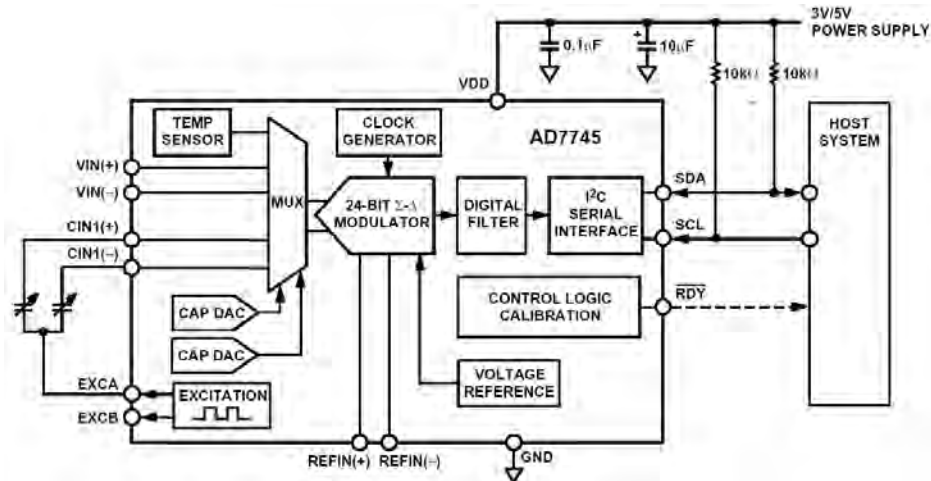 3V/5V
POWER SUPPLY
0.1µF
10µF
+
10kΩ
10kΩ
VDD
HOST
SYSTEM
TEMP
SENSOR
CLOCK
GENERATOR
AD7745
VIN(+)
VIN(−)
MUX
24-BIT Σ-Δ
MODULATOR
DIGITAL
FILTER
I²C
SERIAL
INTERFACE
SDA
SCL
CIN1(+)
CIN1(−)
CAP DAC
CAP DAC
CONTROL LOGIC
CALIBRATION
RDY
VOLTAGE
REFERENCE
EXCA
EXCB
EXCITATION
REFIN(+)
REFIN(−)
GND